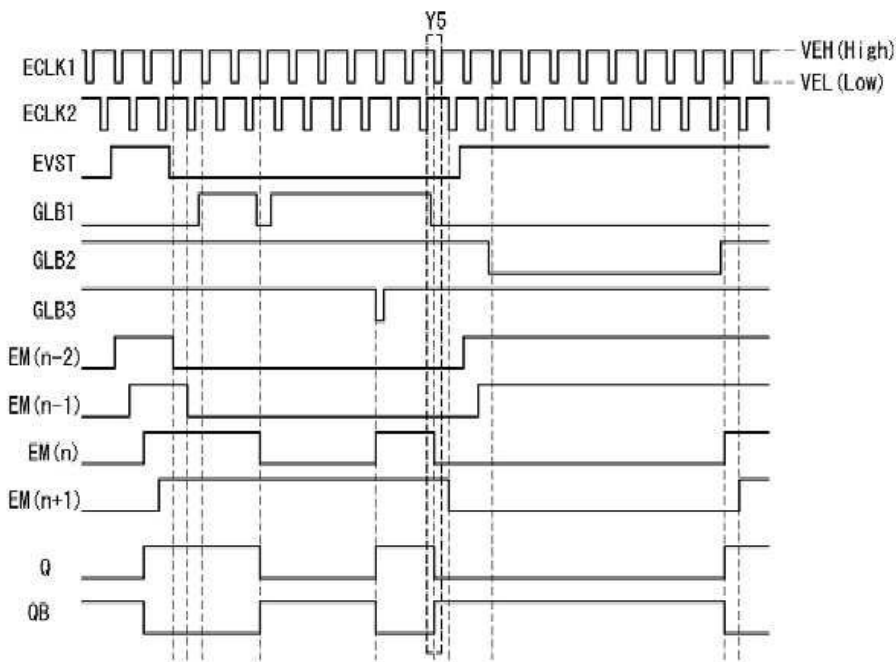 Y5
ECLK1
VEH(High)
VEL(Low)
ECLK2
EVST
GLB1
GLB2
GLB3
EM(n-2)
EM(n-1)
EM(n)
EM(n+1)
Q
QB